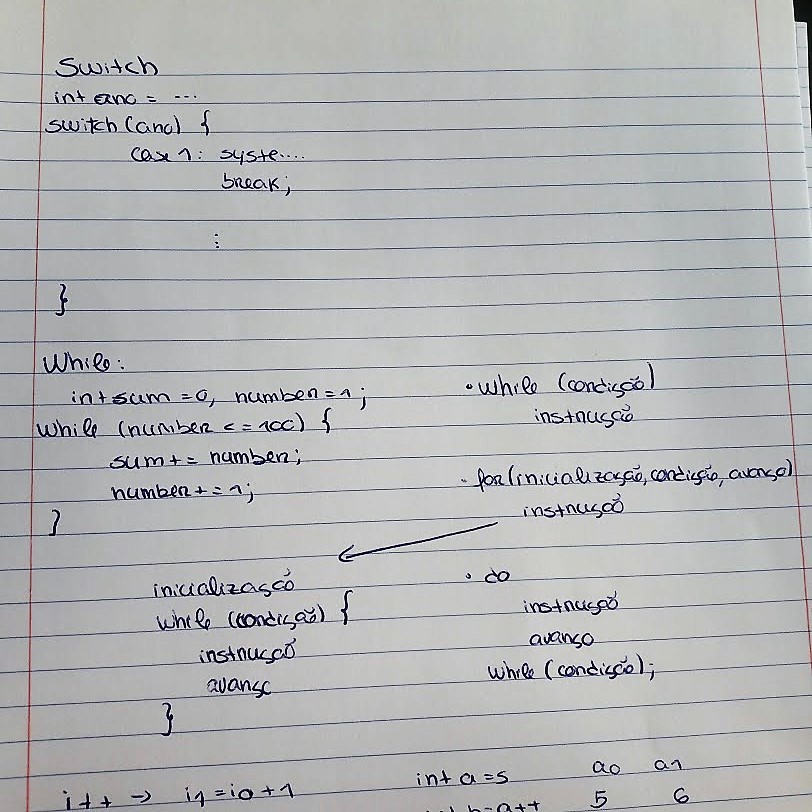 Switch
int ano = ...
switch (ano) {
case 1: syste....
break;
⋮
}
While:
int sum = 0, number = 1;
while (number <= 100) {
sum += number;
number += 1;
}
• while (condição)
instrução
• for (inicialização, condição, avanço)
instrução
inicialização
while (condição) {
instrução
avanço
}
• do
instrução
avanço
while (condição);
i++ → i1 = i0 + 1
int a = 5 a0 a1
int b = a++ 5 6